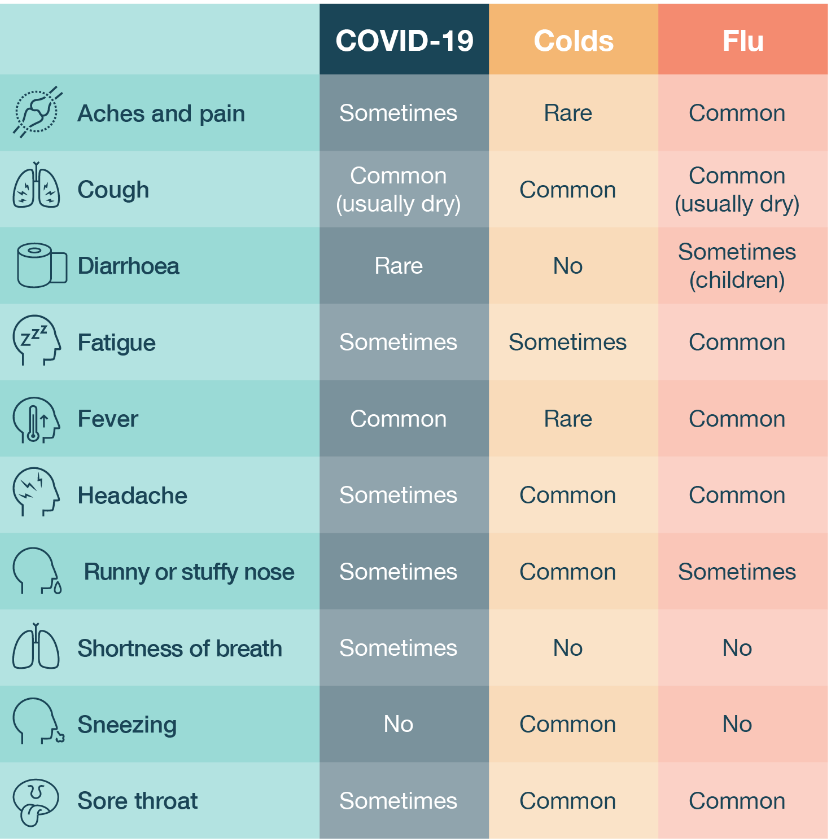 COVID-19 Colds Flu
Aches and pain Sometimes Rare Common
Cough Common (usually dry) Common Common (usually dry)
Diarrhoea Rare No Sometimes (children)
Fatigue Sometimes Sometimes Common
Fever Common Rare Common
Headache Sometimes Common Common
Runny or stuffy nose Sometimes Common Sometimes
Shortness of breath Sometimes No No
Sneezing No Common No
Sore throat Sometimes Common Common